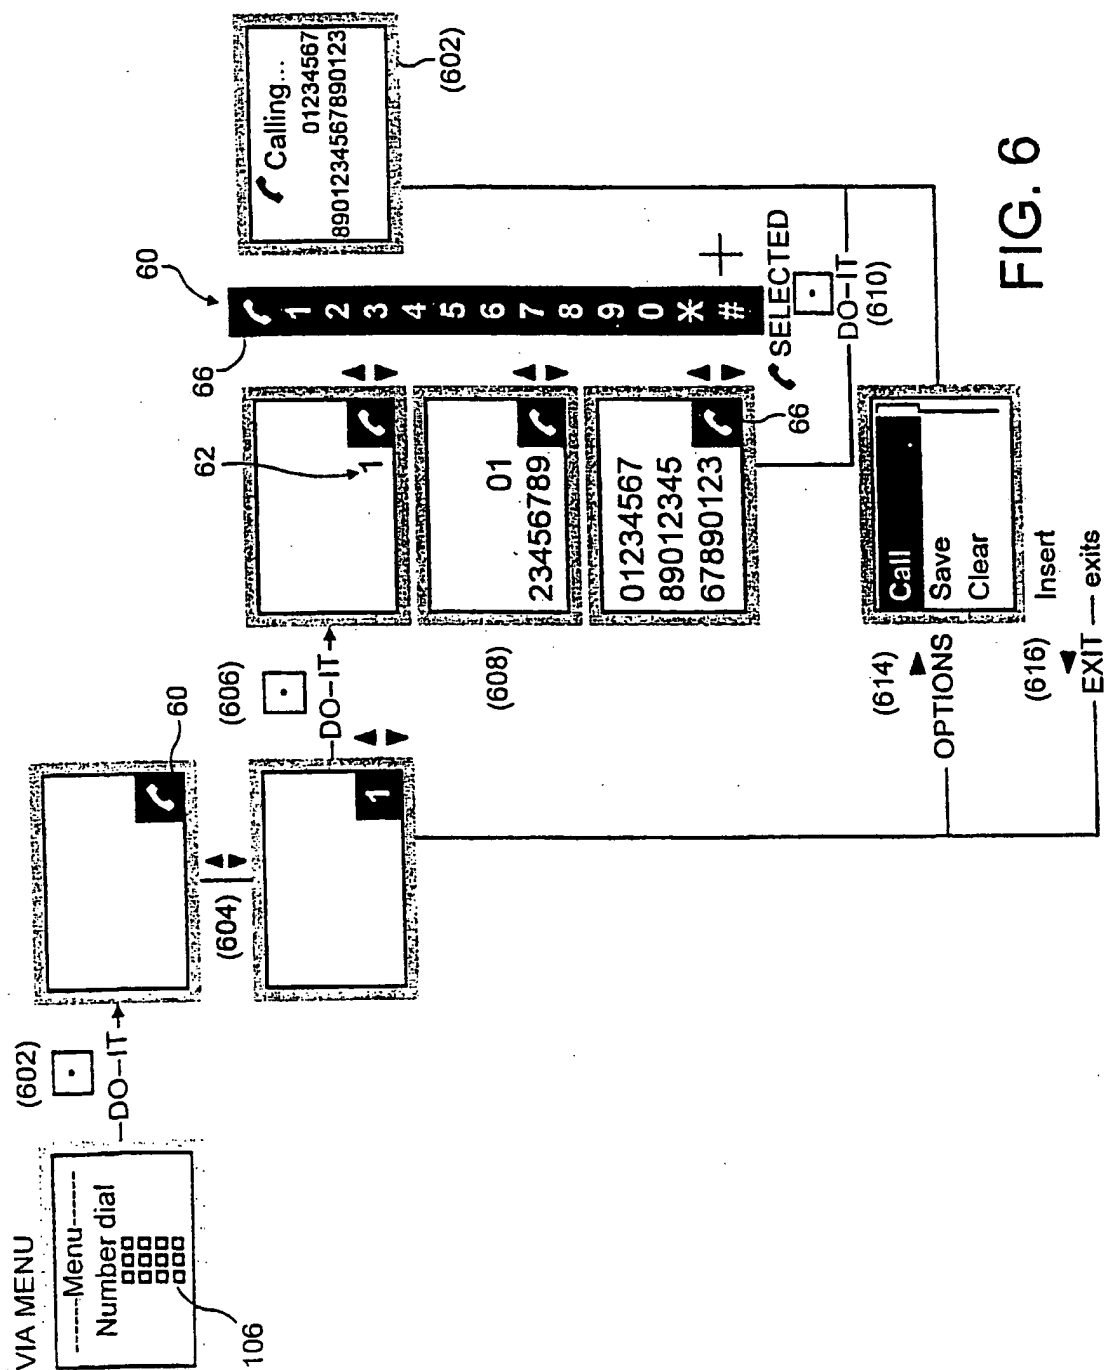 VIA MENU
------Menu------
Number dial
106
(602)
DO-IT
60
(604)
1
(606)
DO-IT
62
1
(608)
01
23456789
01234567
89012345
67890123
66
66
60
1
2
3
4
5
6
7
8
9
0
*
#
SELECTED
DO-IT
(610)
Calling...
01234567
8901234567890123
(602)
(614)
OPTIONS
Call
Save
Clear
Insert
(616)
EXIT --- exits
FIG. 6